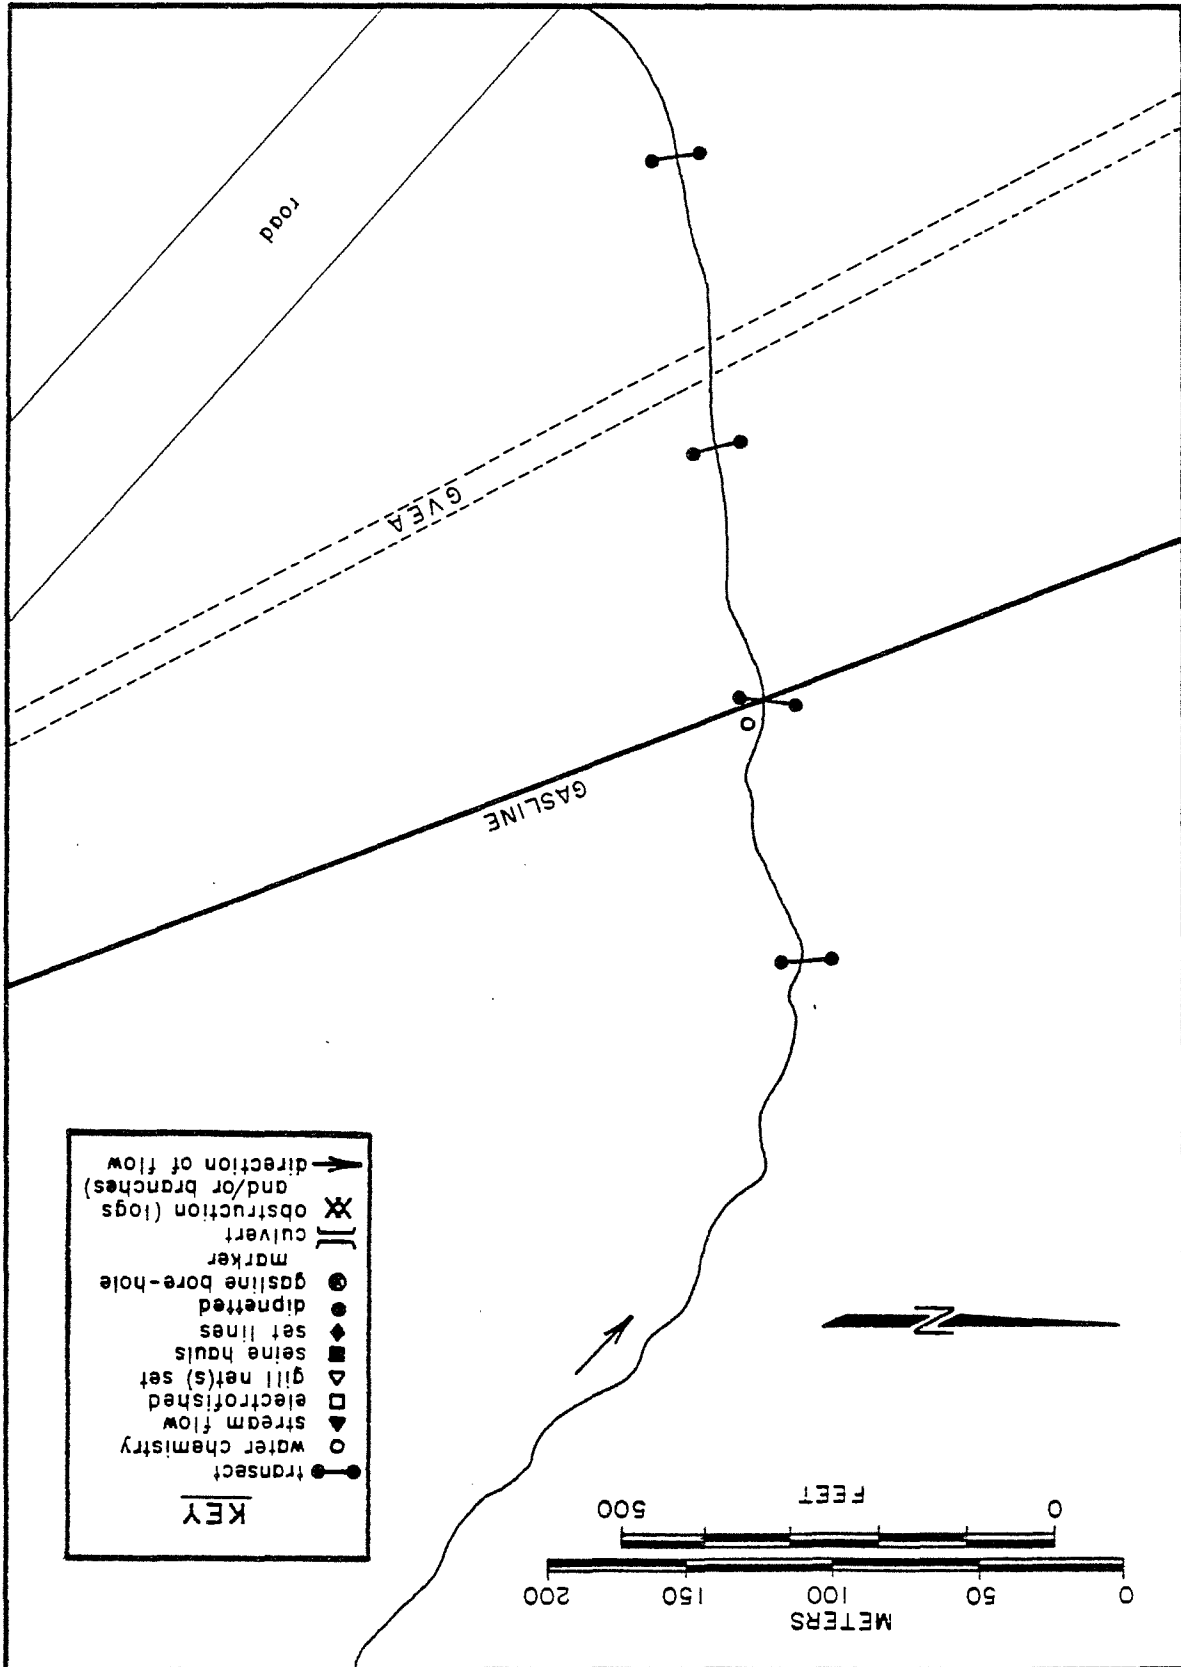 METERS
0 50 100 150 200
0 FEET 500
KEY
transect
water chemistry
stream flow
electrofished
gill net(s) set
seine hauls
set lines
dipnetted
gasline bore-hole
marker
culvert
obstruction (logs
and/or branches)
direction of flow
N
GASLINE
GVEA
road